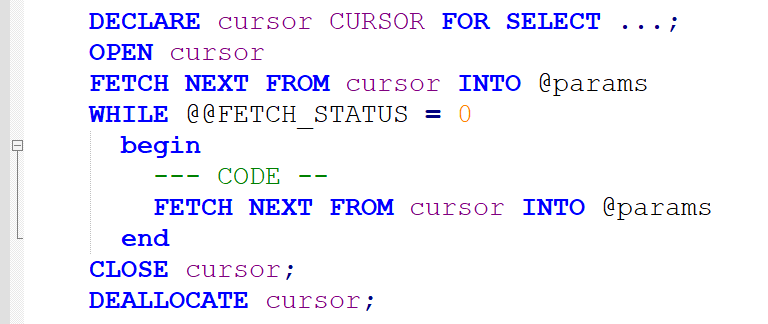 DECLARE cursor CURSOR FOR SELECT ...;
OPEN cursor
FETCH NEXT FROM cursor INTO @params
WHILE @@FETCH_STATUS = 0
begin
--- CODE --
FETCH NEXT FROM cursor INTO @params
end
CLOSE cursor;
DEALLOCATE cursor;